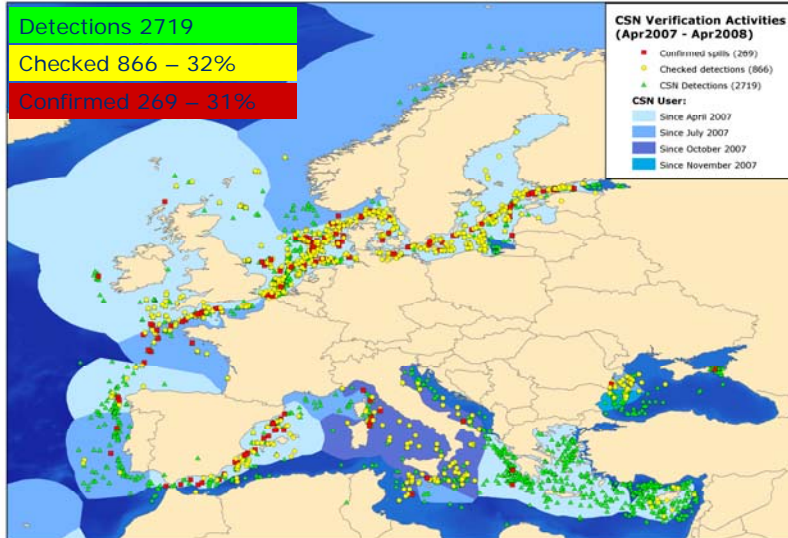 Detections 2719
Checked 866 – 32%
Confirmed 269 – 31%
CSN Verification Activities
(Apr2007 - Apr2008)
Confirmed spills (269)
Checked detections (866)
CSN Detections (2719)
CSN User:
Since April 2007
Since July 2007
Since October 2007
Since November 2007